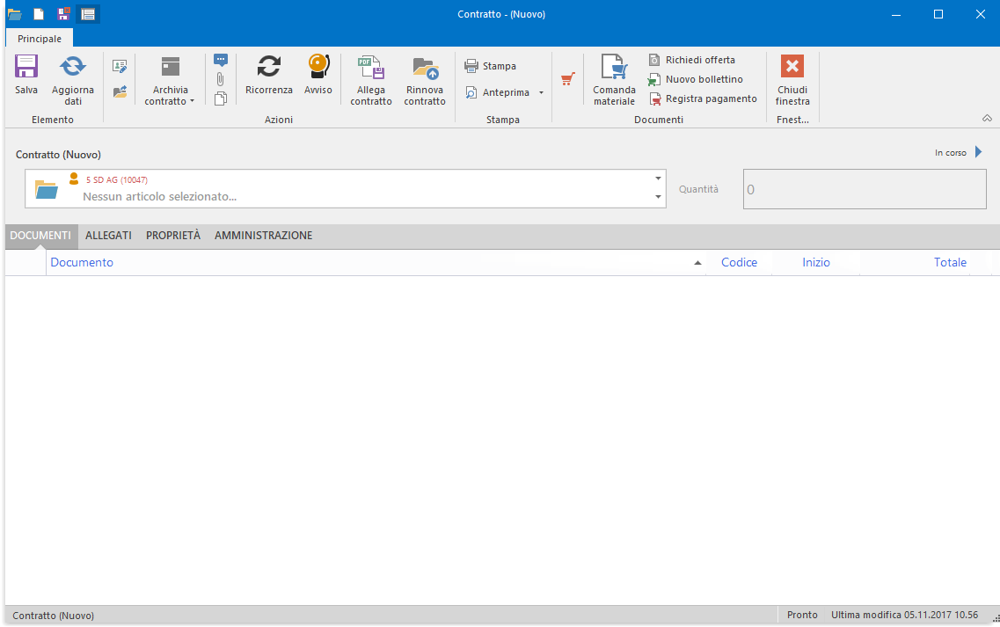 Contratto - (Nuovo)
Principale
Salva
Aggiorna
dati
Archivia
contratto
Ricorrenza
Avviso
PDF
Allega
contratto
Rinnova
contratto
Stampa
Anteprima
Comanda
materiale
Richiedi offerta
Nuovo bollettino
Registra pagamento
Chiudi
finestra
Elemento
Azioni
Stampa
Documenti
Fnest...
Contratto (Nuovo)
In corso
5 SD AG (10047)
Nessun articolo selezionato...
Quantità
0
DOCUMENTI ALLEGATI PROPRIETÀ AMMINISTRAZIONE
Documento Codice Inizio Totale
Contratto (Nuovo) Pronto Ultima modifica 05.11.2017 10.56